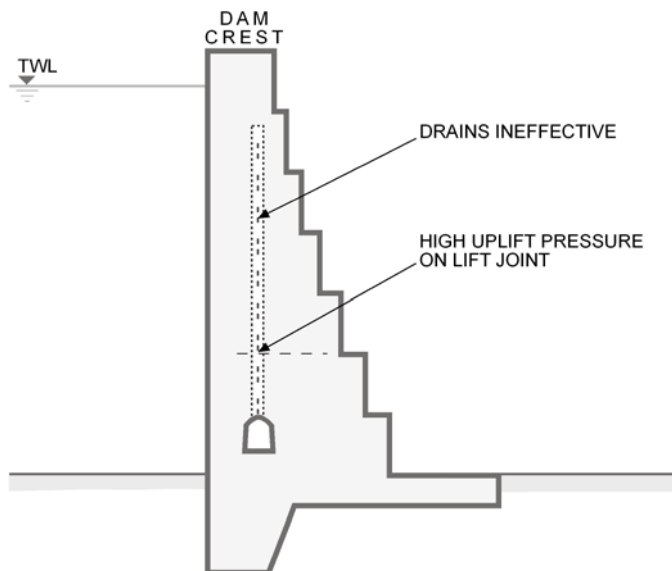 DAM
CREST
TWL
DRAINS INEFFECTIVE
HIGH UPLIFT PRESSURE
ON LIFT JOINT